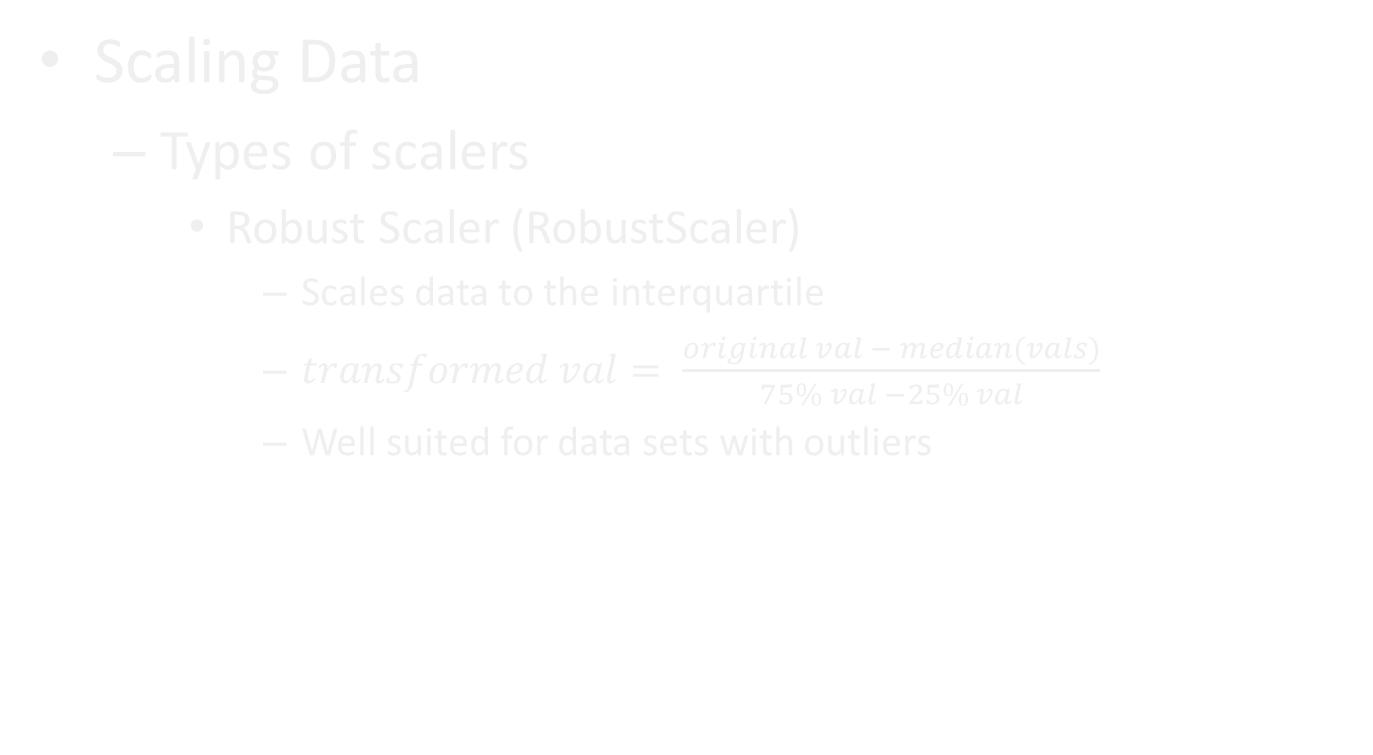 • Scaling Data
– Types of scalers
• Robust Scaler (RobustScaler)
– Scales data to the interquartile
– transformed val = (original val − median(vals)) / (75% val −25% val)
– Well suited for data sets with outliers